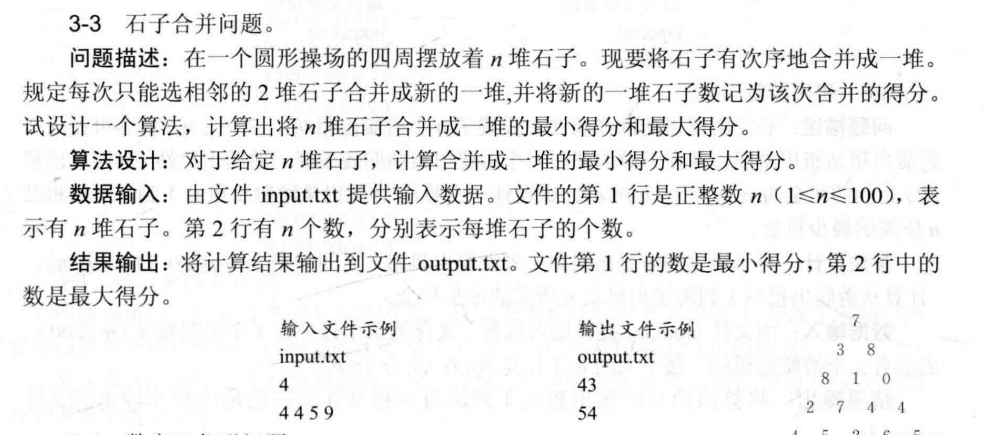 3-3 石子合并问题。
问题描述：在一个圆形操场的四周摆放着 n 堆石子。现要将石子有次序地合并成一堆。
规定每次只能选相邻的 2 堆石子合并成新的一堆,并将新的一堆石子数记为该次合并的得分。
试设计一个算法，计算出将 n 堆石子合并成一堆的最小得分和最大得分。
算法设计：对于给定 n 堆石子，计算合并成一堆的最小得分和最大得分。
数据输入：由文件 input.txt 提供输入数据。文件的第 1 行是正整数 n（1≤n≤100），表
示有 n 堆石子。第 2 行有 n 个数，分别表示每堆石子的个数。
结果输出：将计算结果输出到文件 output.txt。文件第 1 行的数是最小得分，第 2 行中的
数是最大得分。
输入文件示例 输出文件示例
input.txt output.txt
4 43
4 4 5 9 54
7
3 8
8 1 0
2 7 4 4